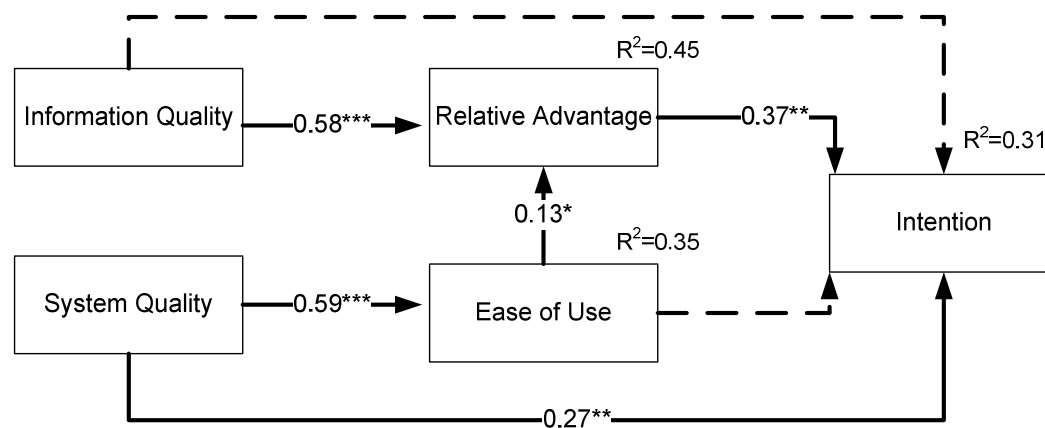 R²=0.45
Information Quality
0.58***
Relative Advantage
0.37**
R²=0.31
0.13*
Intention
R²=0.35
System Quality
0.59***
Ease of Use
0.27**